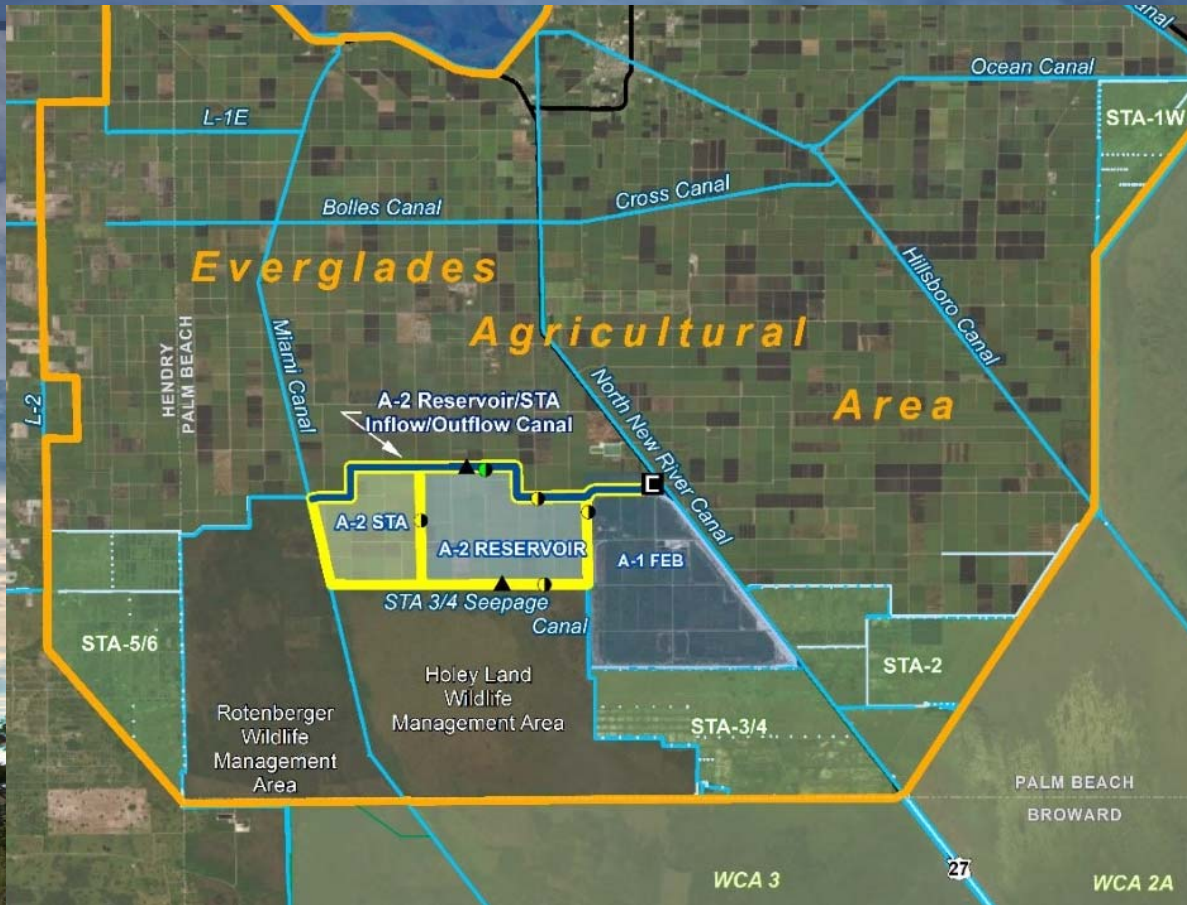 anal
Canal
Ocean Canal
L-1E
STA-1W
Cross Canal
Bolles Canal
Everglades
Hillsboro Canal
Agricultural
HENDRY
PALM BEACH
Miami Canal
North New River Canal
L-2
A-2 Reservoir/STA
Inflow/Outflow Canal
Area
A-2 STA
A-2 RESERVOIR
A-1 FEB
STA 3/4 Seepage
Canal
STA-5/6
STA-2
Holey Land
Wildlife
Management Area
Rotenberger
Wildlife
Management
Area
STA-3/4
PALM BEACH
BROWARD
27
WCA 3
WCA 2A